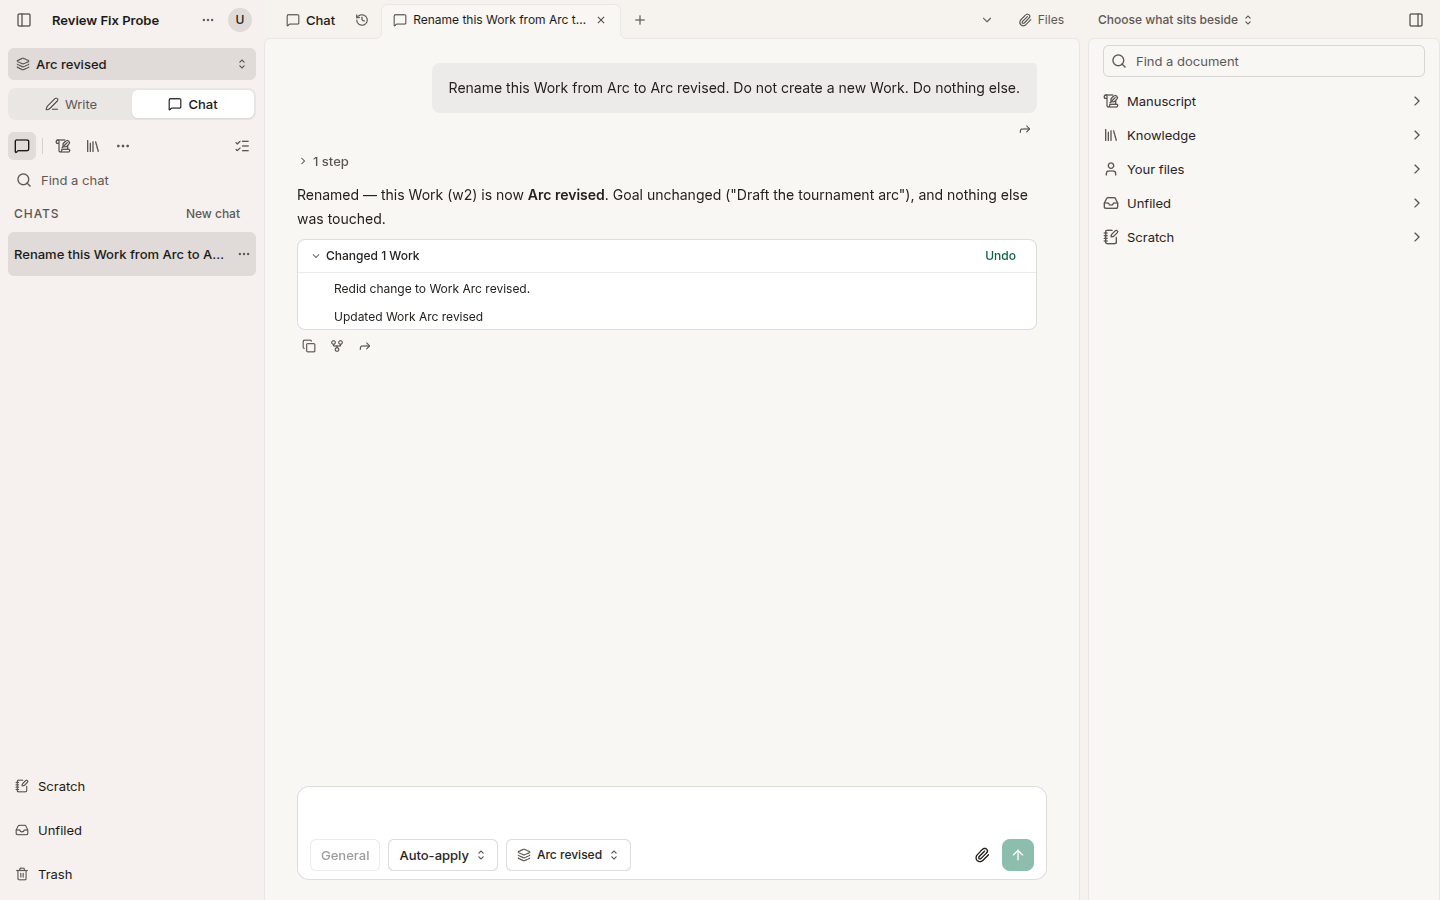 Review Fix Probe
U
Arc revised
Write
Chat
Find a chat
CHATS
New chat
Rename this Work from Arc to A...
Scratch
Unfiled
Trash
Chat
Rename this Work from Arc t...
Files
Rename this Work from Arc to Arc revised. Do not create a new Work. Do nothing else.
1 step
Renamed — this Work (w2) is now Arc revised. Goal unchanged ("Draft the tournament arc"), and nothing else
was touched.
Changed 1 Work
Undo
Redid change to Work Arc revised.
Updated Work Arc revised
General
Auto-apply
Arc revised
Choose what sits beside
Find a document
Manuscript
Knowledge
Your files
Unfiled
Scratch